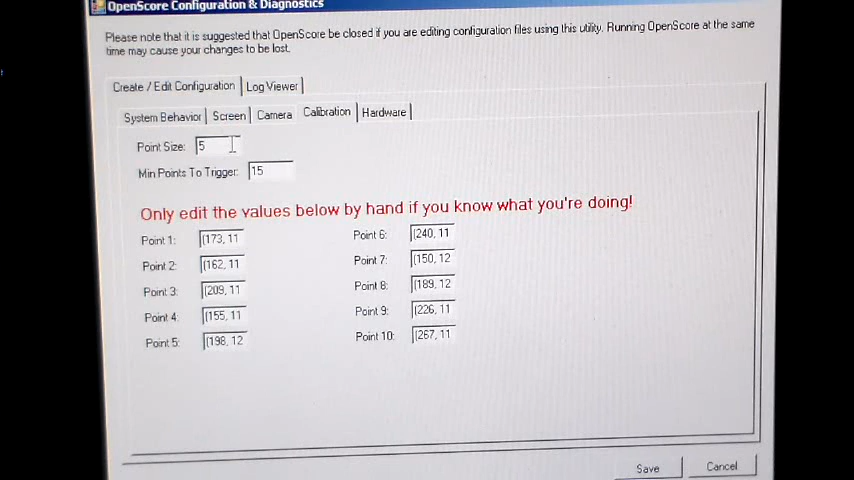 OpenScore Configuration & Diagnostics
Please note that it is suggested that OpenScore be closed if you are editing configuration files using this utility. Running OpenScore at the same
time may cause your changes to be lost.
Create / Edit Configuration Log Viewer
System Behavior Screen Camera Calibration Hardware
Point Size: 5
Min Points To Trigger: 15
Only edit the values below by hand if you know what you're doing!
Point 1: (173, 11 Point 6: (240, 11
Point 2: (162, 11 Point 7: (150, 12
Point 3: (209, 11 Point 8: (189, 12
Point 4: (155, 11 Point 9: (226, 11
Point 5: (198, 12 Point 10: (267, 11
Save Cancel